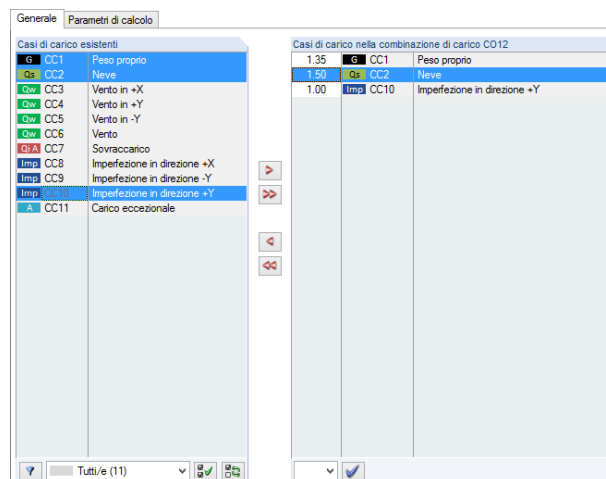 Generale Parametri di calcolo
Casi di carico esistenti
G CC1 Peso proprio
Qs CC2 Neve
Qw CC3 Vento in +X
Qw CC4 Vento in +Y
Qw CC5 Vento in -Y
Qw CC6 Vento
Qi A CC7 Sovraccarico
Imp CC8 Imperfezione in direzione +X
Imp CC9 Imperfezione in direzione -Y
Imp CC10 Imperfezione in direzione +Y
A CC11 Carico eccezionale
Tutti/e (11)
Casi di carico nella combinazione di carico CO12
1.35 G CC1 Peso proprio
1.50 Qs CC2 Neve
1.00 Imp CC10 Imperfezione in direzione +Y